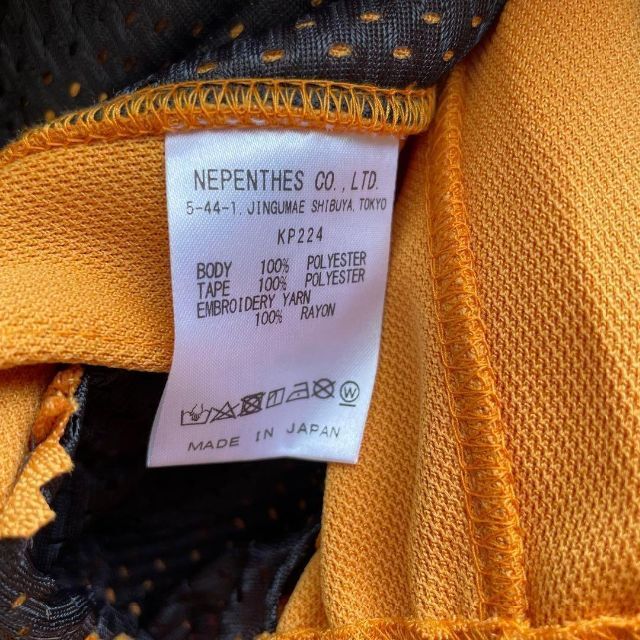 NEPENTHES CO.,LTD.
5-44-1, JINGUMAE SHIBUYA, TOKYO
KP224
BODY 100% POLYESTER
TAPE 100% POLYESTER
EMBROIDERY YARN
100% RAYON
W
MADE IN JAPAN